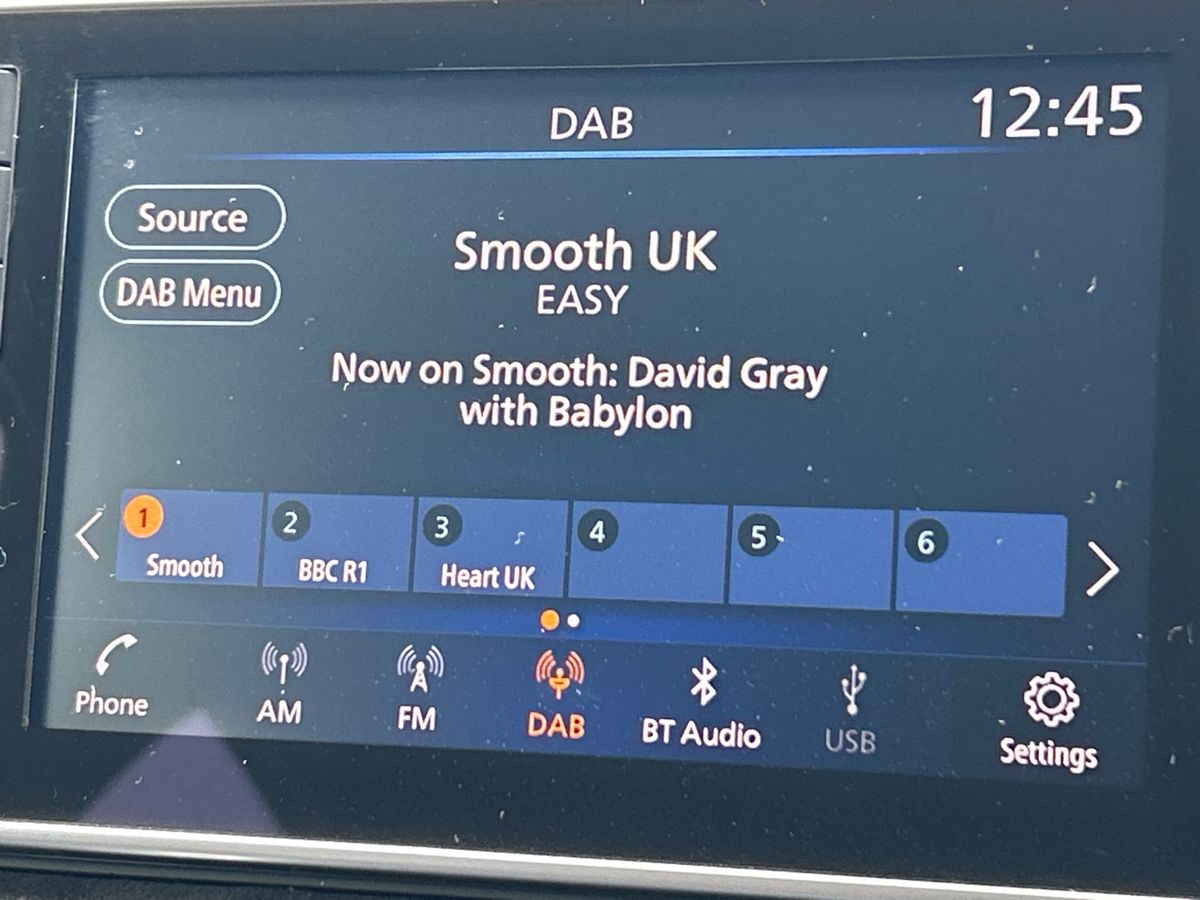 DAB
12:45
Source
DAB Menu
Smooth UK
EASY
Now on Smooth: David Gray
with Babylon
1
Smooth
2
BBC R1
3
Heart UK
4
5
6
Phone
AM
FM
DAB
BT Audio
USB
Settings